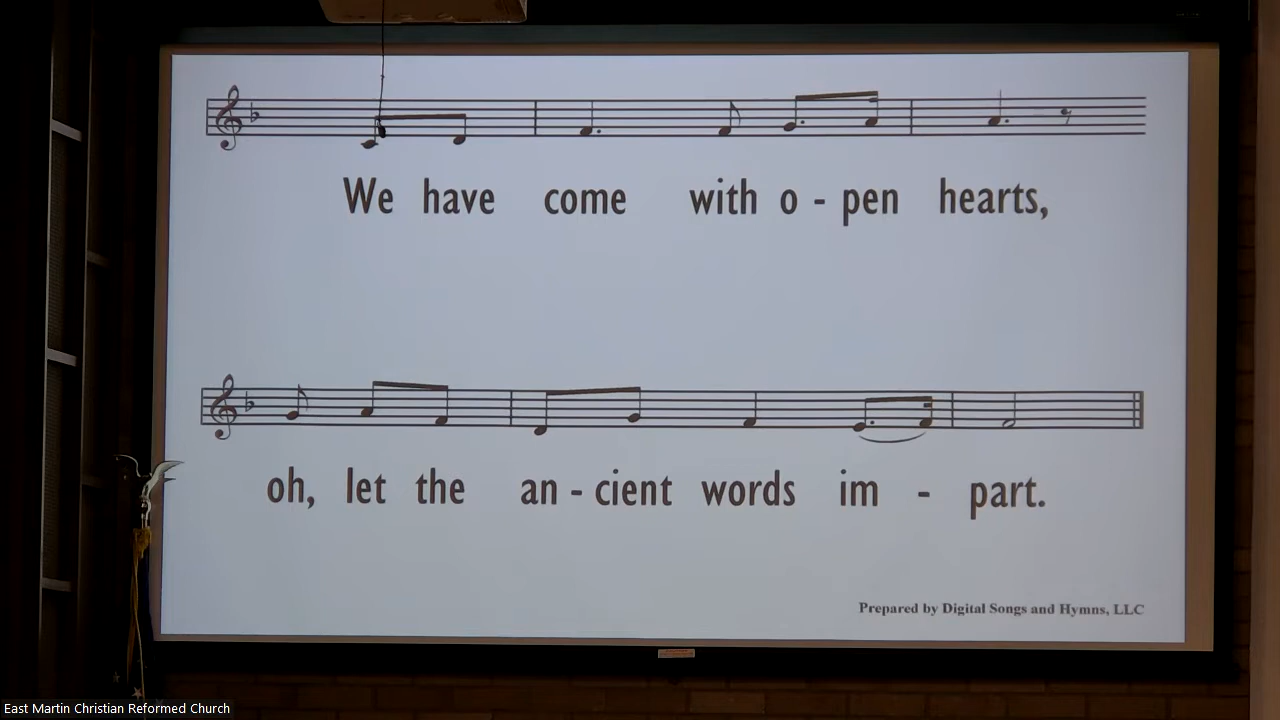 We have come with o - pen hearts,
oh, let the an - cient words im - part.
Prepared by Digital Songs and Hymns, LLC
East Martin Christian Reformed Church